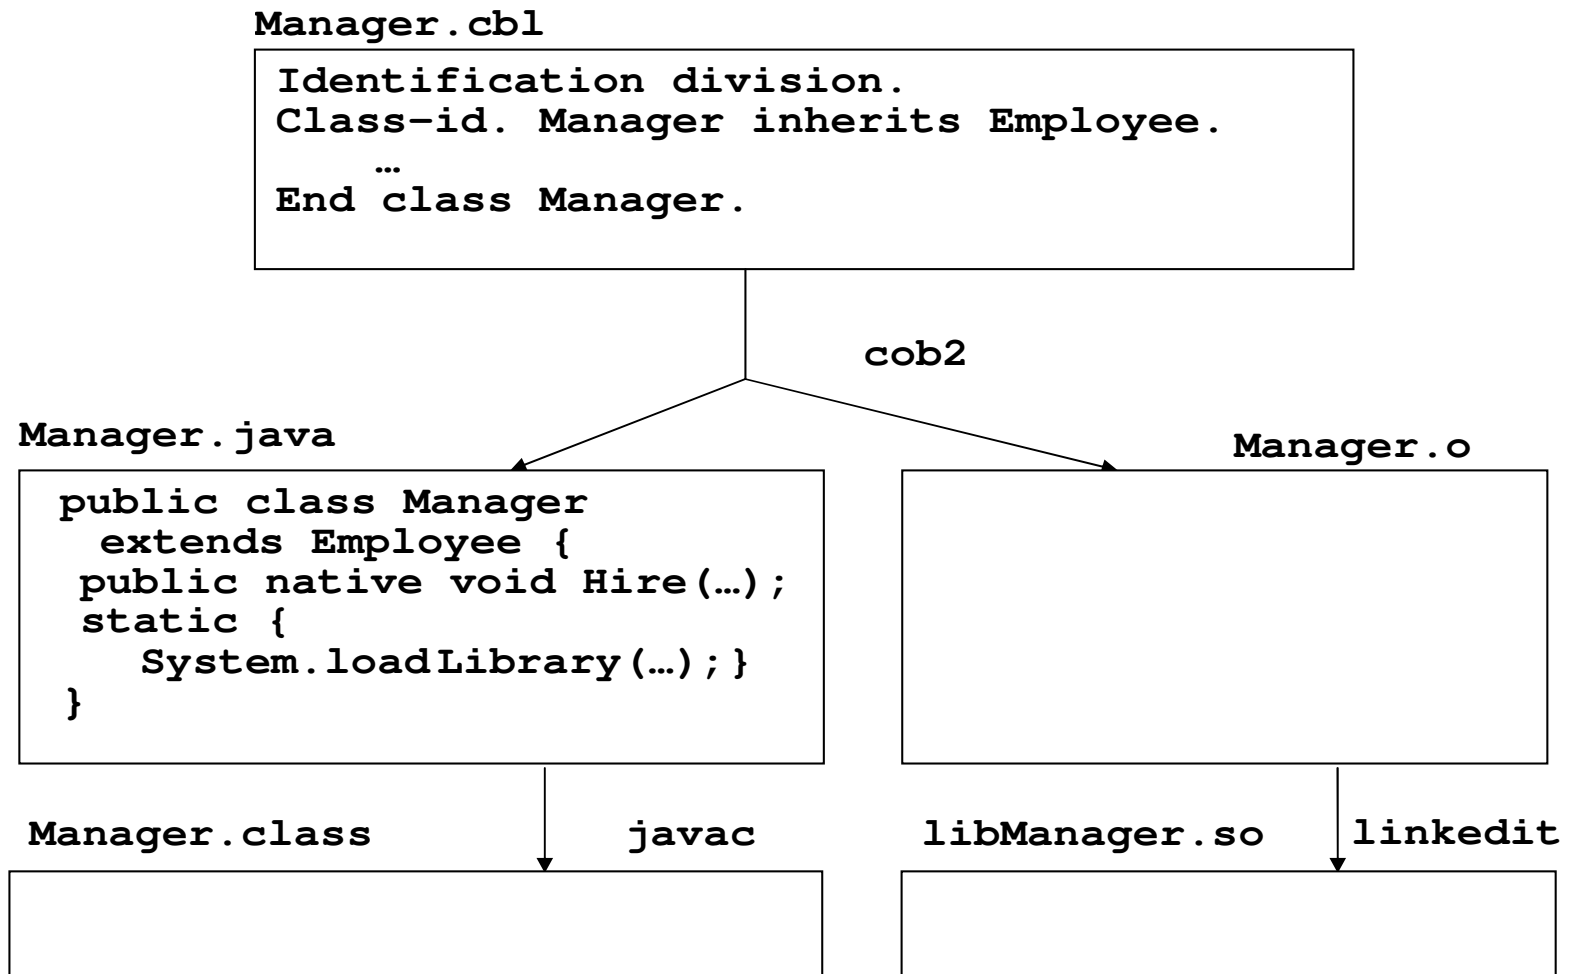 Manager.cbl
Identification division.
Class-id. Manager inherits Employee.
…
End class Manager.
cob2
Manager.java
public class Manager
extends Employee {
public native void Hire(…);
static {
System.loadLibrary(…);}
}
Manager.o
Manager.class
javac
libManager.so
linkedit